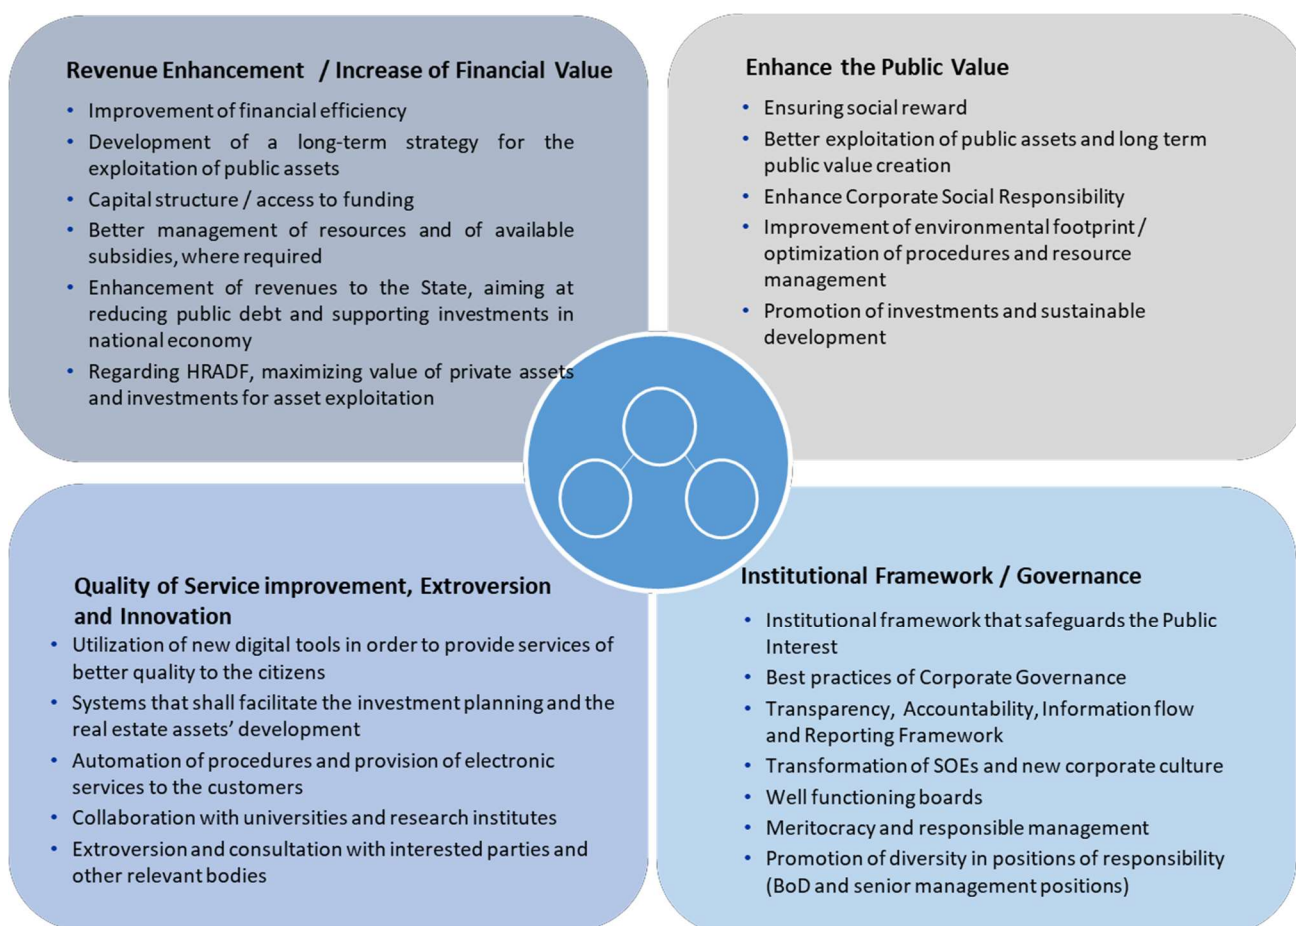 Revenue Enhancement / Increase of Financial Value
• Improvement of financial efficiency
• Development of a long-term strategy for the
exploitation of public assets
• Capital structure / access to funding
• Better management of resources and of available
subsidies, where required
• Enhancement of revenues to the State, aiming at
reducing public debt and supporting investments in
national economy
• Regarding HRADF, maximizing value of private assets
and investments for asset exploitation
Enhance the Public Value
• Ensuring social reward
• Better exploitation of public assets and long term
public value creation
• Enhance Corporate Social Responsibility
• Improvement of environmental footprint /
optimization of procedures and resource
management
• Promotion of investments and sustainable
development
Quality of Service improvement, Extroversion
and Innovation
• Utilization of new digital tools in order to provide services of
better quality to the citizens
• Systems that shall facilitate the investment planning and the
real estate assets’ development
• Automation of procedures and provision of electronic
services to the customers
• Collaboration with universities and research institutes
• Extroversion and consultation with interested parties and
other relevant bodies
Institutional Framework / Governance
• Institutional framework that safeguards the Public
Interest
• Best practices of Corporate Governance
• Transparency, Accountability, Information flow
and Reporting Framework
• Transformation of SOEs and new corporate culture
• Well functioning boards
• Meritocracy and responsible management
• Promotion of diversity in positions of responsibility
(BoD and senior management positions)